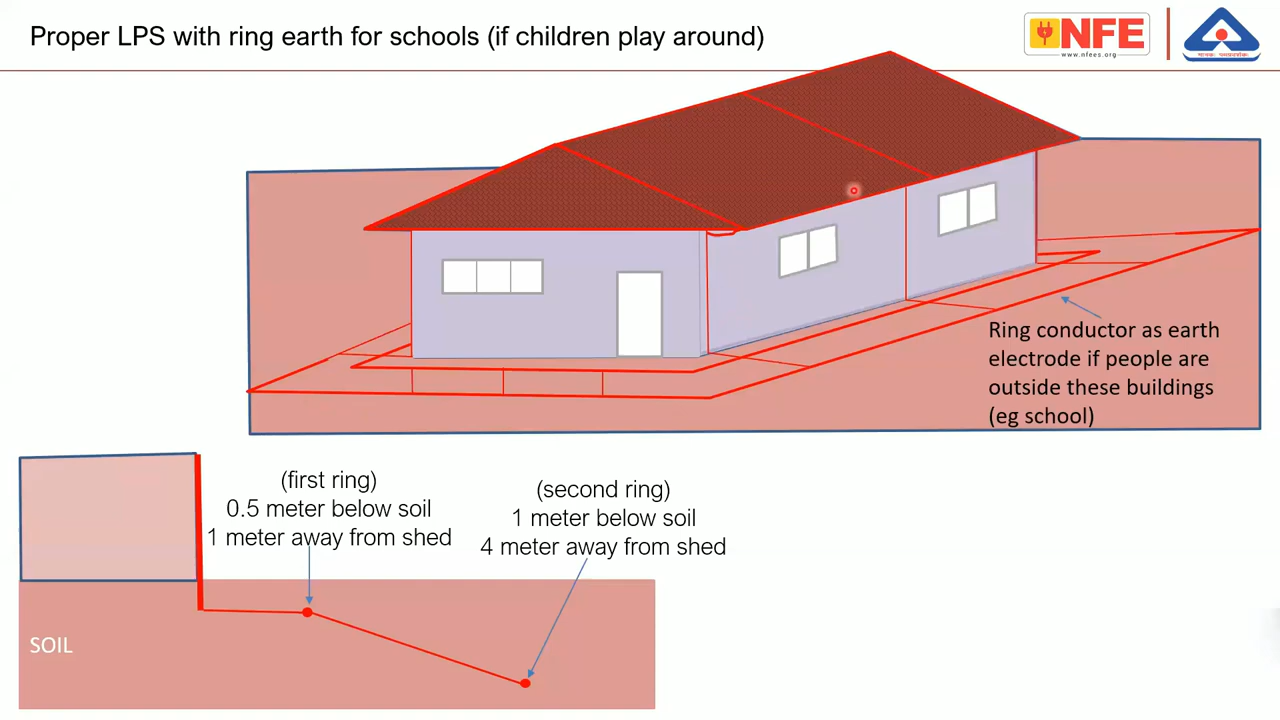 Proper LPS with ring earth for schools (if children play around)
NFE
www.nfees.org
Ring conductor as earth
electrode if people are
outside these buildings
(eg school)
(first ring)
0.5 meter below soil
1 meter away from shed
(second ring)
1 meter below soil
4 meter away from shed
SOIL